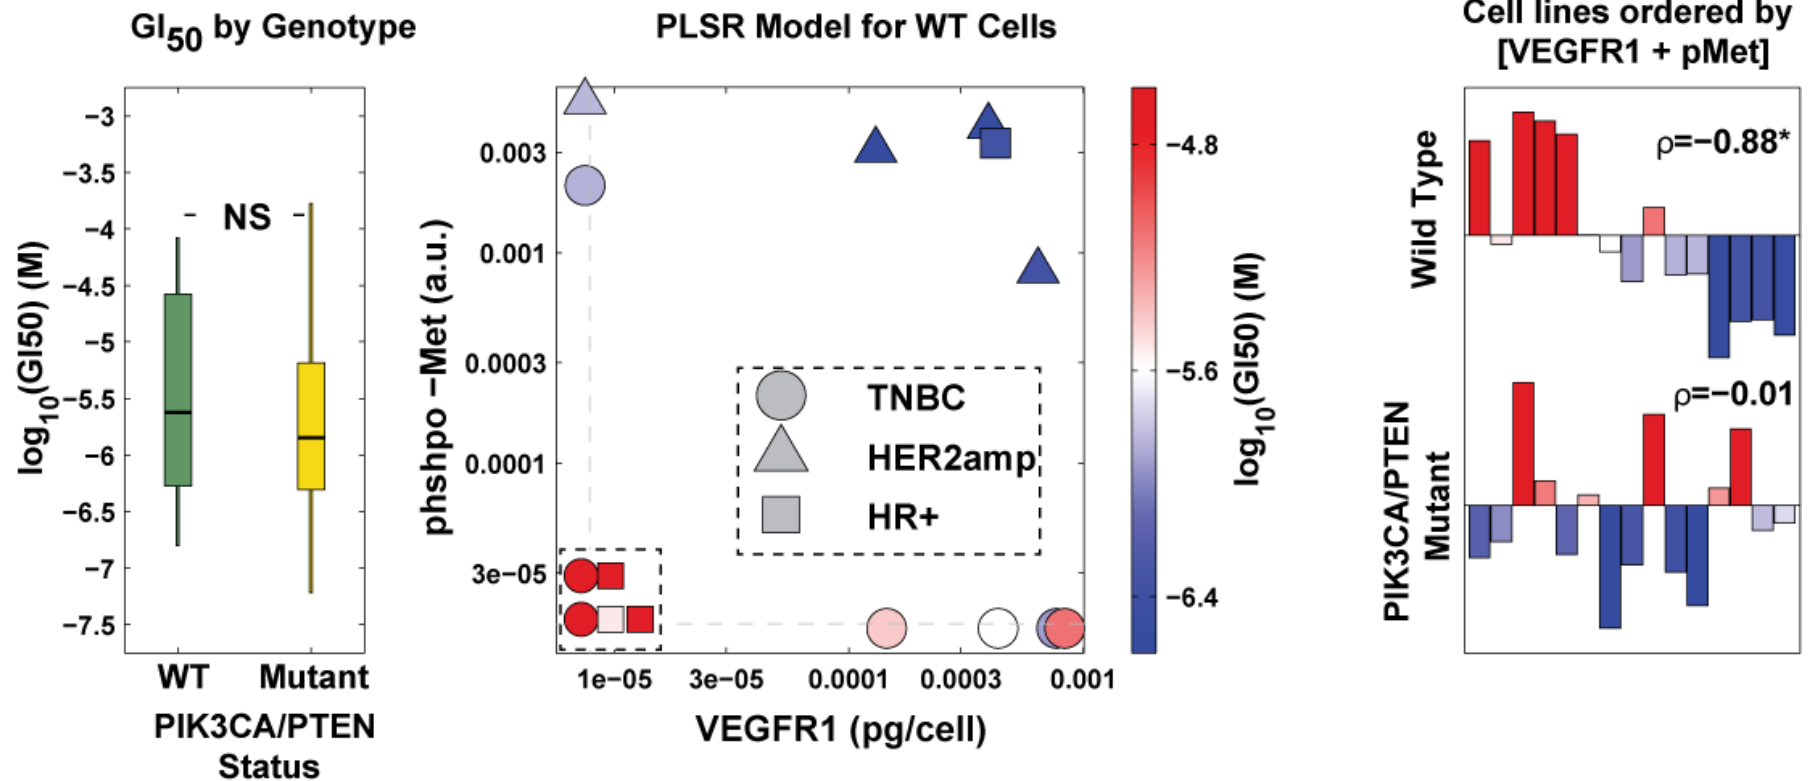 GI50 by Genotype
−3
−3.5
−4
−4.5
−5
−5.5
−6
−6.5
−7
−7.5
log10(GI50) (M)
NS
WT Mutant
PIK3CA/PTEN
Status
PLSR Model for WT Cells
phshpo −Met (a.u.)
0.003
0.001
0.0003
0.0001
3e−05
TNBC
HER2amp
HR+
1e−05 3e−05 0.0001 0.0003 0.001
VEGFR1 (pg/cell)
−4.8
−5.6
−6.4
log10(GI50) (M)
Cell lines ordered by
[VEGFR1 + pMet]
Wild Type
ρ=−0.88*
PIK3CA/PTEN
Mutant
ρ=−0.01